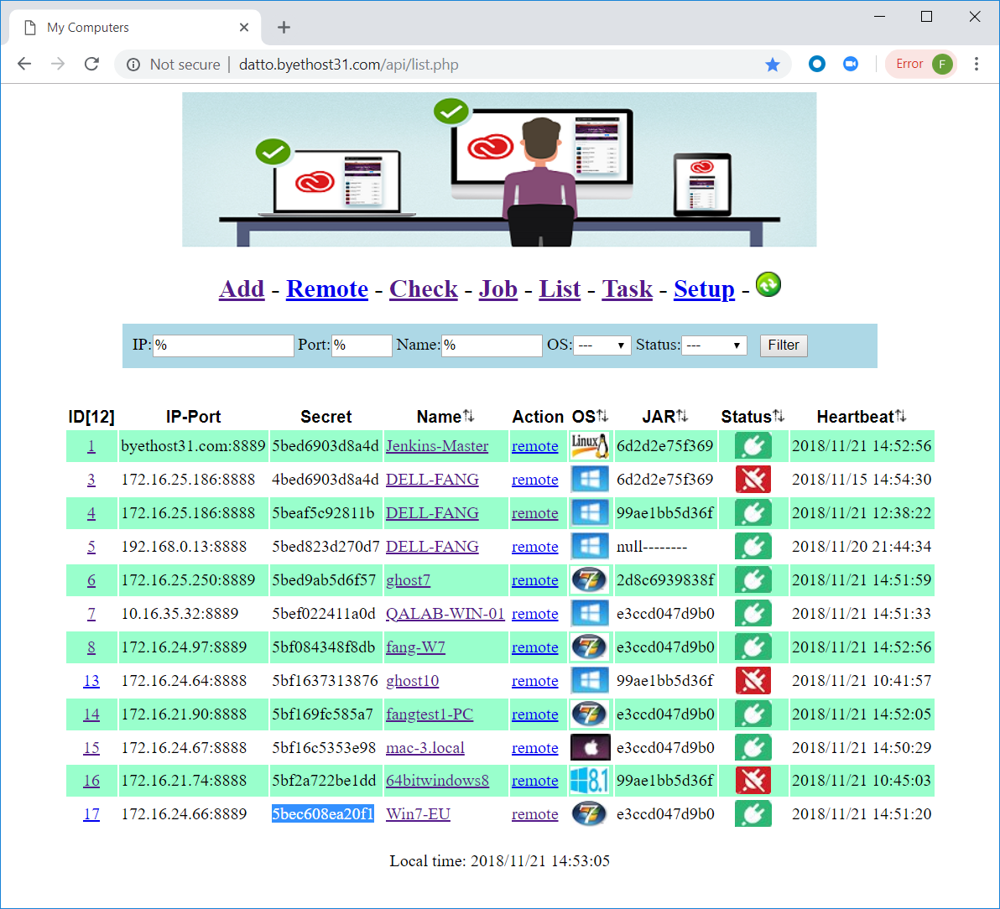 My Computers
Not secure | datto.byethost31.com/api/list.php Error F
Add - Remote - Check - Job - List - Task - Setup -
IP: % Port: % Name: % OS: --- Status: --- Filter
ID[12] IP-Port Secret Name Action OS JAR Status Heartbeat
1 byethost31.com:8889 5bed6903d8a4d Jenkins-Master remote Linux 6d2d2e75f369 2018/11/21 14:52:56
3 172.16.25.186:8888 4bed6903d8a4d DELL-FANG remote 6d2d2e75f369 2018/11/15 14:54:30
4 172.16.25.186:8888 5beaf5c92811b DELL-FANG remote 99ae1bb5d36f 2018/11/21 12:38:22
5 192.168.0.13:8888 5bed823d270d7 DELL-FANG remote null-------- 2018/11/20 21:44:34
6 172.16.25.250:8889 5bed9ab5d6f57 ghost7 remote 7 2d8c6939838f 2018/11/21 14:51:59
7 10.16.35.32:8889 5bef022411a0d QALAB-WIN-01 remote e3ccd047d9b0 2018/11/21 14:51:33
8 172.16.24.97:8889 5bf084348f8db fang-W7 remote 7 e3ccd047d9b0 2018/11/21 14:52:56
13 172.16.24.64:8888 5bf1637313876 ghost10 remote 99ae1bb5d36f 2018/11/21 10:41:57
14 172.16.21.90:8888 5bf169fc585a7 fangtest1-PC remote 7 e3ccd047d9b0 2018/11/21 14:52:05
15 172.16.24.67:8888 5bf16c5353e98 mac-3.local remote e3ccd047d9b0 2018/11/21 14:50:29
16 172.16.21.74:8888 5bf2a722be1dd 64bitwindows8 remote 8.1 99ae1bb5d36f 2018/11/21 10:45:03
17 172.16.24.66:8889 5bec608ea20f1 Win7-EU remote 7 e3ccd047d9b0 2018/11/21 14:51:20
Local time: 2018/11/21 14:53:05